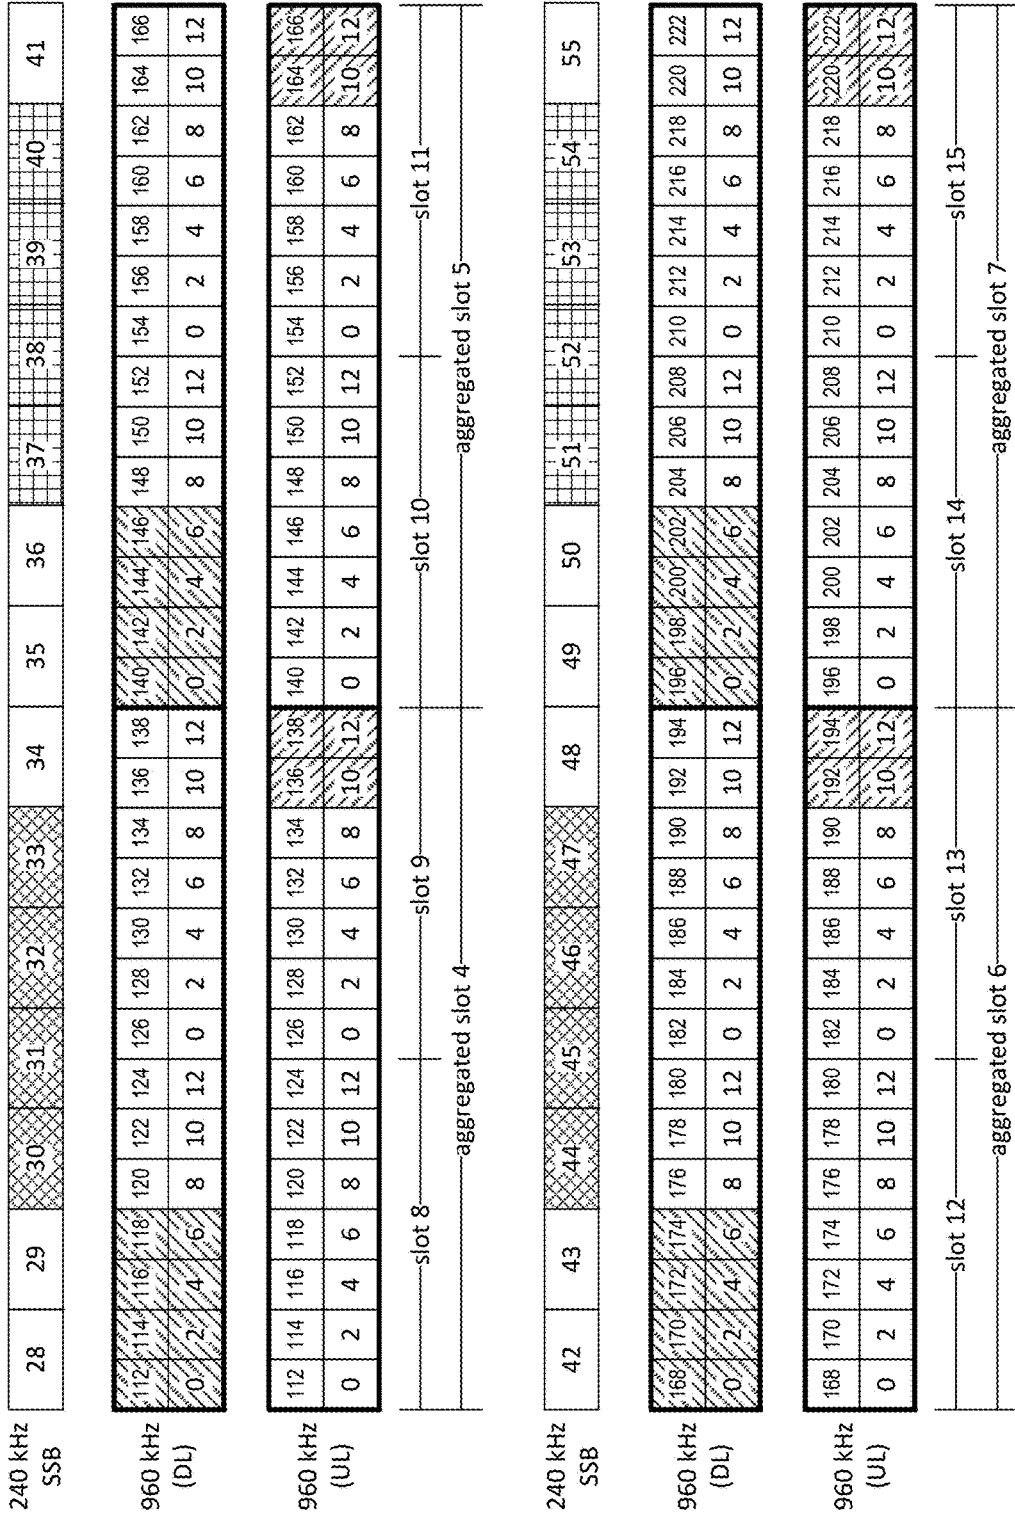 240 kHz SSB 28 29 30 31 32 33 34 35 36 37 38 39 40 41
960 kHz (DL) 112 114 116 118 120 122 124 126 128 130 132 134 136 138 140 142 144 146 148 150 152 154 156 158 160 162 164 166
0 2 4 6 8 10 12 0 2 4 6 8 10 12 0 2 4 6 8 10 12 0 2 4 6 8 10 12
960 kHz (UL) 112 114 116 118 120 122 124 126 128 130 132 134 136 138 140 142 144 146 148 150 152 154 156 158 160 162 164 166
0 2 4 6 8 10 12 0 2 4 6 8 10 12 0 2 4 6 8 10 12 0 2 4 6 8 10 12
slot 8 slot 9 slot 10 slot 11
aggregated slot 4 aggregated slot 5
240 kHz SSB 42 43 44 45 46 47 48 49 50 51 52 53 54 55
960 kHz (DL) 168 170 172 174 176 178 180 182 184 186 188 190 192 194 196 198 200 202 204 206 208 210 212 214 216 218 220 222
0 2 4 6 8 10 12 0 2 4 6 8 10 12 0 2 4 6 8 10 12 0 2 4 6 8 10 12
960 kHz (UL) 168 170 172 174 176 178 180 182 184 186 188 190 192 194 196 198 200 202 204 206 208 210 212 214 216 218 220 222
0 2 4 6 8 10 12 0 2 4 6 8 10 12 0 2 4 6 8 10 12 0 2 4 6 8 10 12
slot 12 slot 13 slot 14 slot 15
aggregated slot 6 aggregated slot 7